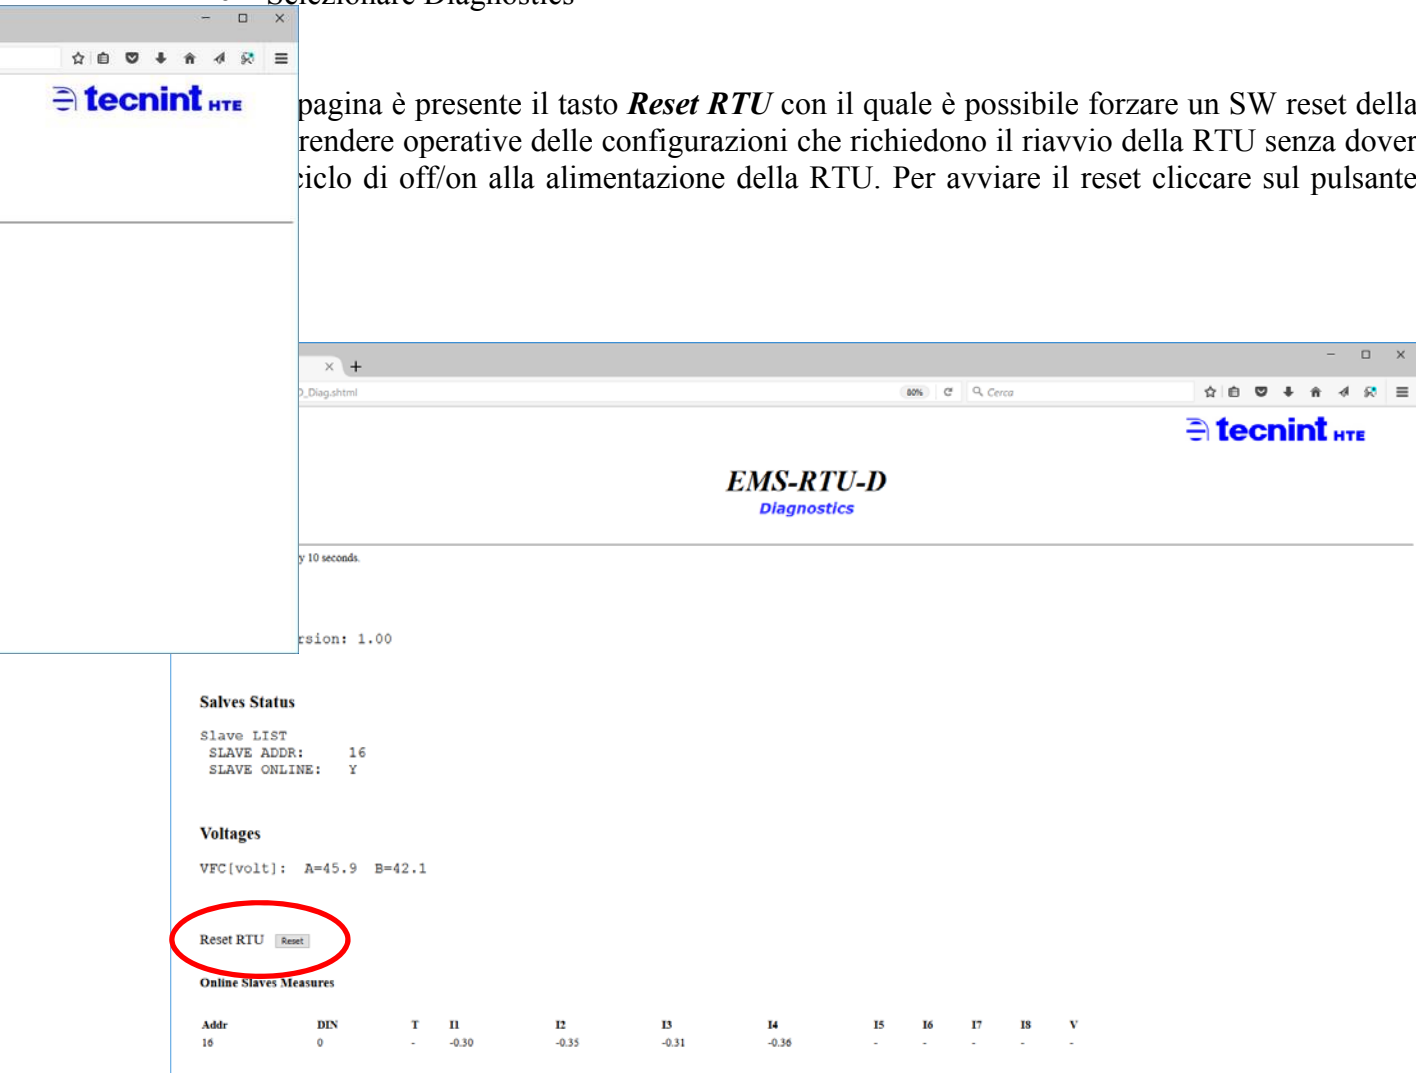 Selezionare Diagnostics
tecnint HTE
pagina è presente il tasto Reset RTU con il quale è possibile forzare un SW reset della
rendere operative delle configurazioni che richiedono il riavvio della RTU senza dover
ciclo di off/on alla alimentazione della RTU. Per avviare il reset cliccare sul pulsante
D_Diag.shtml 80% Cerca
tecnint HTE
EMS-RTU-D
Diagnostics
y 10 seconds.
rsion: 1.00
Salves Status
Slave LIST
SLAVE ADDR: 16
SLAVE ONLINE: Y
Voltages
VFC[volt]: A=45.9 B=42.1
Reset RTU Reset
Online Slaves Measures
Addr DIN T I1 I2 I3 I4 I5 I6 I7 I8 V
16 0 - -0.30 -0.35 -0.31 -0.36 - - - - -